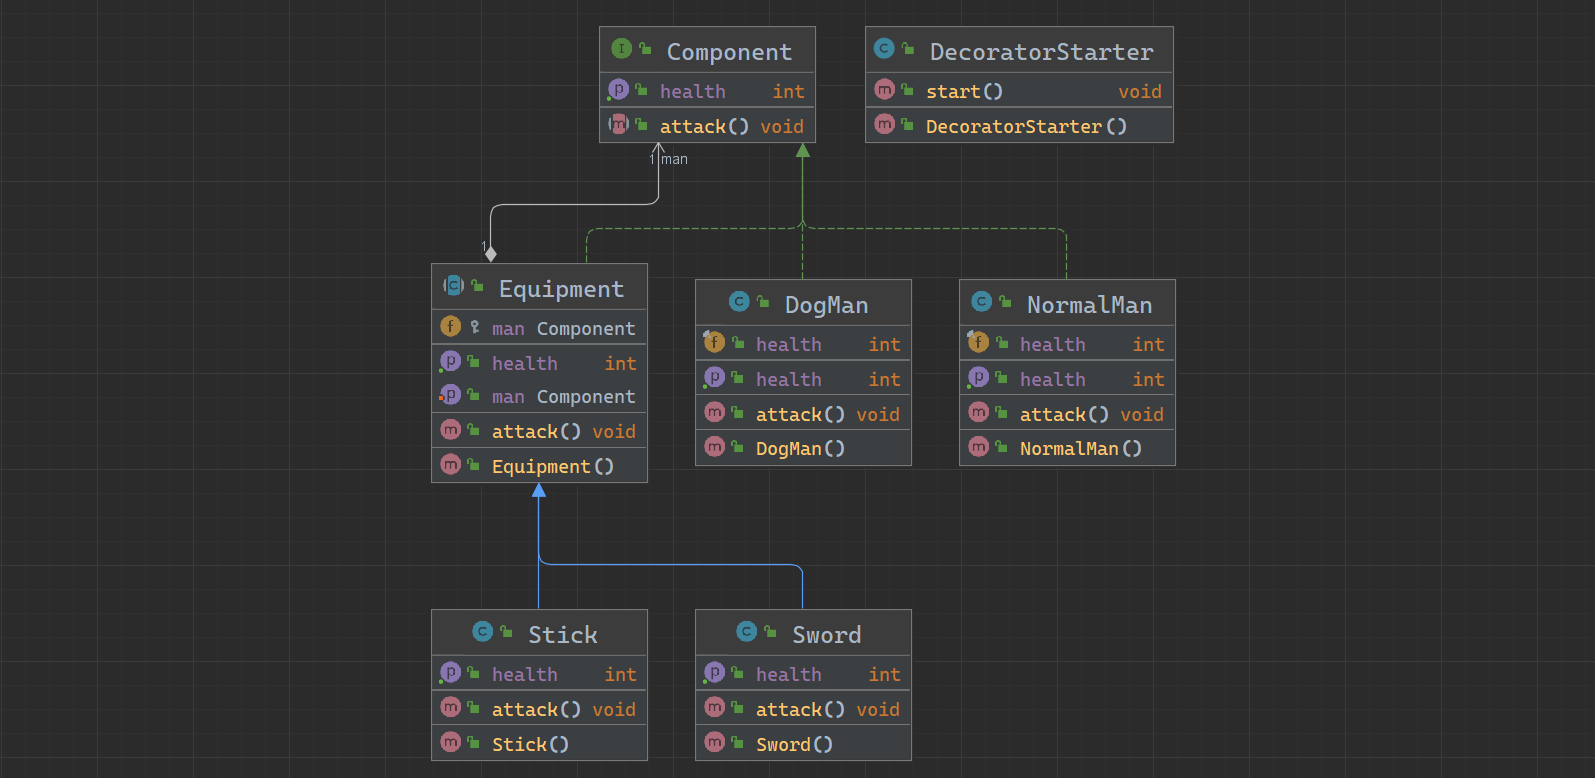 Component
health int
attack() void
DecoratorStarter
start() void
DecoratorStarter()
1 man
1
Equipment
man Component
health int
man Component
attack() void
Equipment()
DogMan
health int
health int
attack() void
DogMan()
NormalMan
health int
health int
attack() void
NormalMan()
Stick
health int
attack() void
Stick()
Sword
health int
attack() void
Sword()